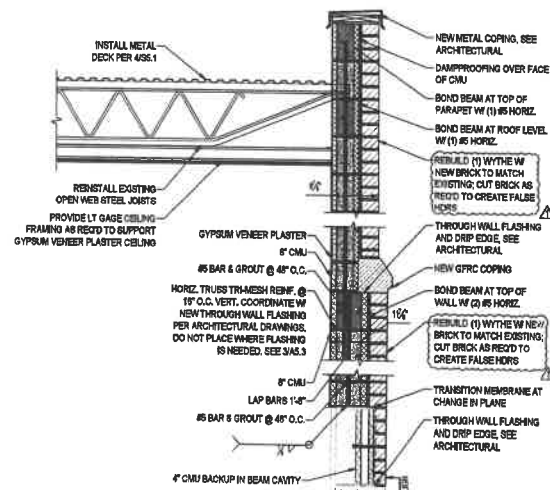 INSTALL METAL
DECK PER 4/S5.1
REINSTALL EXISTING
OPEN WEB STEEL JOISTS
PROVIDE LT GAGE CEILING
FRAMING AS REQ'D TO SUPPORT
GYPSUM VENEER PLASTER CEILING
GYPSUM VENEER PLASTER
8" CMU
#5 BAR & GROUT @ 48" O.C.
HORIZ. TRUSS TRI-MESH REINF. @
16" O.C. VERT. COORDINATE W/
NEW THROUGH WALL FLASHING
PER ARCHITECTURAL DRAWINGS.
DO NOT PLACE WHERE FLASHING
IS NEEDED. SEE 3/A5.3
8" CMU
LAP BARS 1'-8"
#5 BAR & GROUT @ 48" O.C.
4" CMU BACKUP IN BEAM CAVITY
NEW METAL COPING, SEE
ARCHITECTURAL
DAMPPROOFING OVER FACE
OF CMU
BOND BEAM AT TOP OF
PARAPET W/ (1) #5 HORIZ.
BOND BEAM AT ROOF LEVEL
W/ (1) #5 HORIZ.
REBUILD (1) WYTHE W/
NEW BRICK TO MATCH
EXISTING; CUT BRICK AS
REQ'D TO CREATE FALSE
HDRS
THROUGH WALL FLASHING
AND DRIP EDGE, SEE
ARCHITECTURAL
NEW GFRC COPING
BOND BEAM AT TOP OF
WALL W/ (2) #5 HORIZ.
REBUILD (1) WYTHE W/ NEW
BRICK TO MATCH EXISTING;
CUT BRICK AS REQ'D TO
CREATE FALSE HDRS
TRANSITION MEMBRANE AT
CHANGE IN PLANE
THROUGH WALL FLASHING
AND DRIP EDGE, SEE
ARCHITECTURAL